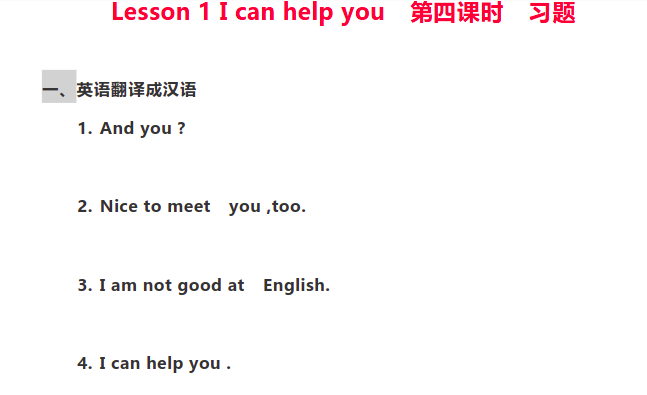 Lesson 1 I can help you 第四课时 习题
一、英语翻译成汉语
1. And you ?
2. Nice to meet you ,too.
3. I am not good at English.
4. I can help you .